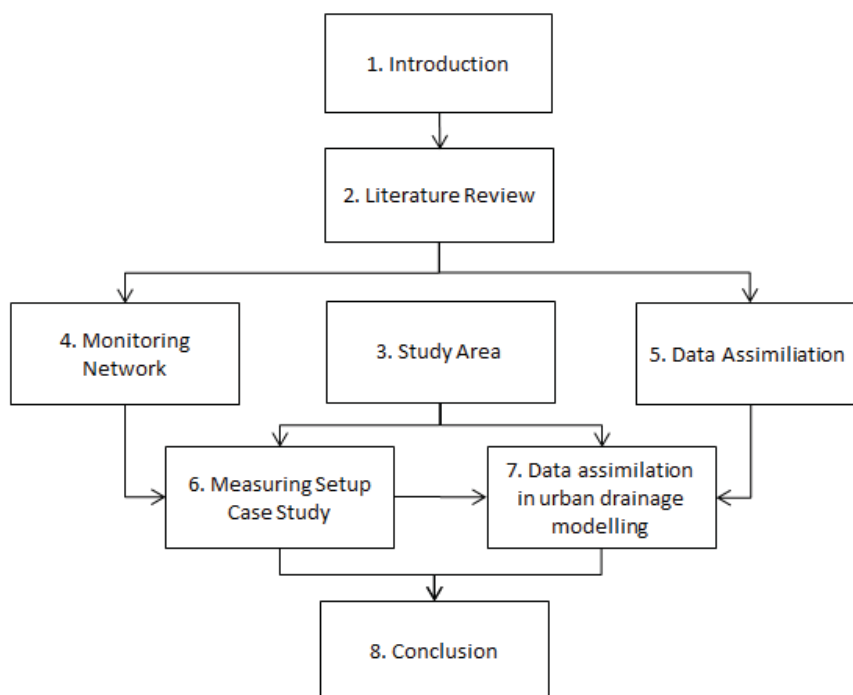 1. Introduction
2. Literature Review
4. Monitoring
Network
3. Study Area
5. Data Assimiliation
6. Measuring Setup
Case Study
7. Data assimilation
in urban drainage
modelling
8. Conclusion